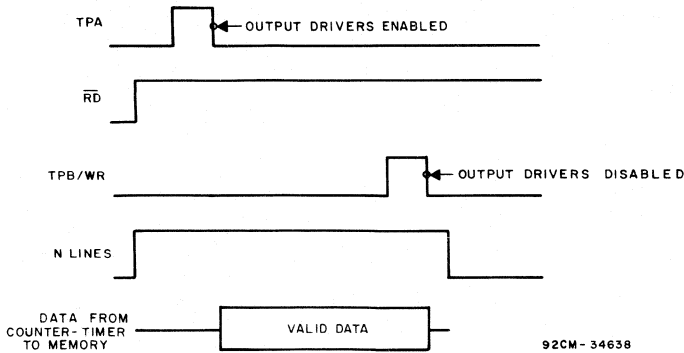 TPA
OUTPUT DRIVERS ENABLED
RD
TPB/WR
OUTPUT DRIVERS DISABLED
N LINES
DATA FROM
COUNTER-TIMER
TO MEMORY
VALID DATA
92CM-34638